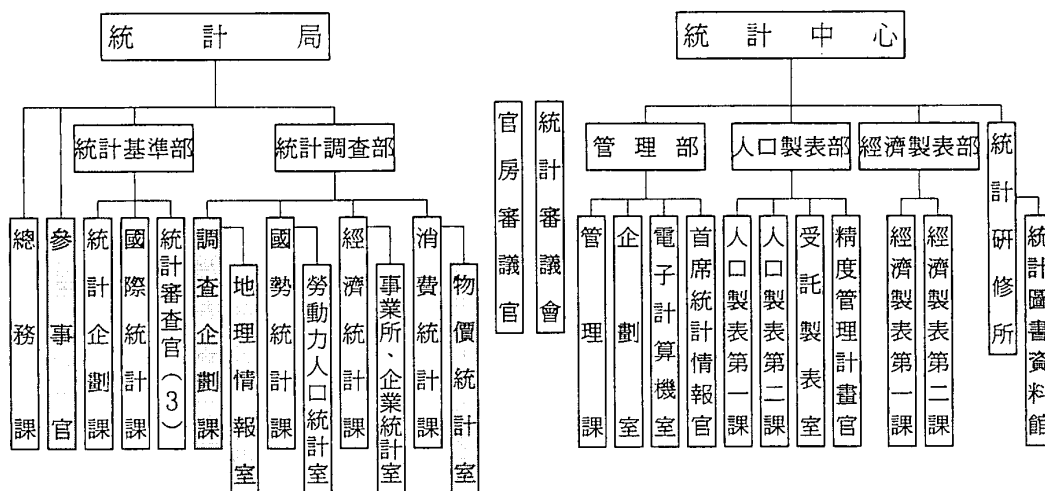 統計局
統計中心
官房審議官
統計審議會
統計基準部
統計調查部
管理部
人口製表部
經濟製表部
統計研修所
總務課
參事官
統計企劃課
國際統計課
統計審查官(3)
調查企劃課
地理情報室
國勢統計課
勞動力人口統計室
經濟統計課
事業所、企業統計室
消費統計課
物價統計室
管理課
企劃室
電子計算機室
首席統計情報官
人口製表第一課
人口製表第二課
受託製表室
精度管理計畫官
經濟製表第一課
經濟製表第二課
統計圖書資料館